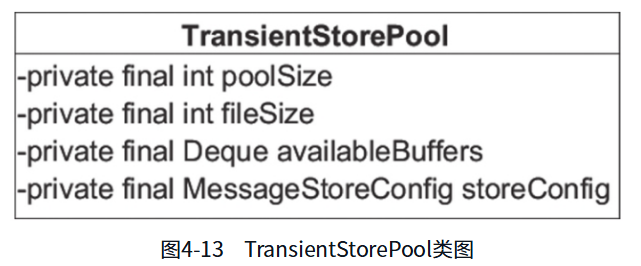 TransientStorePool
-private final int poolSize
-private final int fileSize
-private final Deque availableBuffers
-private final MessageStoreConfig storeConfig
图4-13 TransientStorePool类图